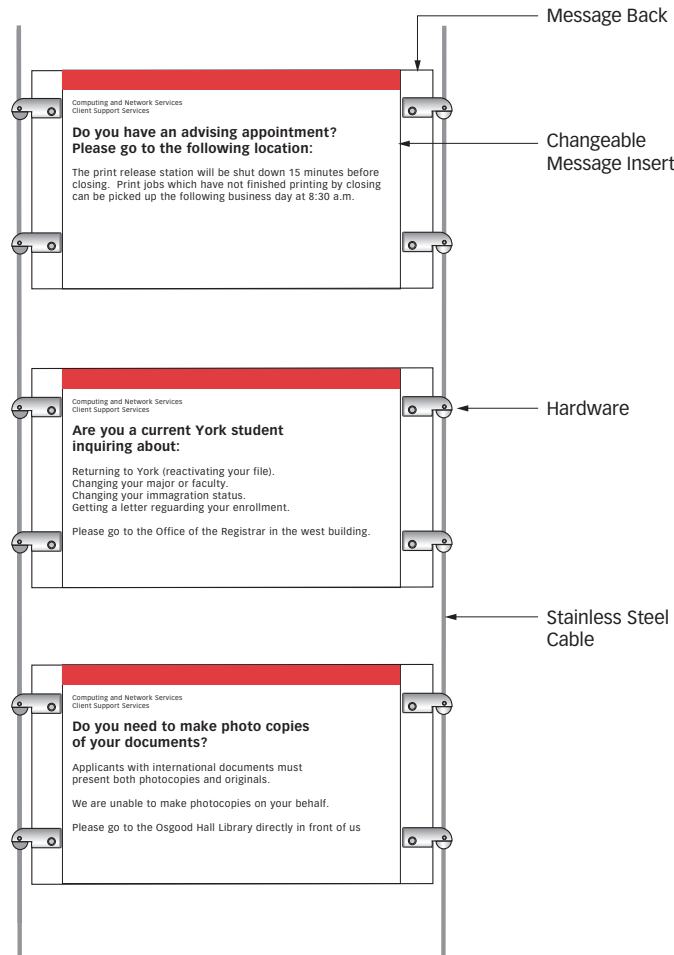 Message Back
Computing and Network Services
Client Support Services
Do you have an advising appointment?
Please go to the following location:
The print release station will be shut down 15 minutes before
closing.  Print jobs which have not finished printing by closing
can be picked up the following business day at 8:30 a.m.
Changeable
Message Insert
Computing and Network Services
Client Support Services
Are you a current York student
inquiring about:
Returning to York (reactivating your file).
Changing your major or faculty.
Changing your immagration status.
Getting a letter reguarding your enrollment.
Please go to the Office of the Registrar in the west building.
Hardware
Stainless Steel
Cable
Computing and Network Services
Client Support Services
Do you need to make photo copies
of your documents?
Applicants with international documents must
present both photocopies and originals.
We are unable to make photocopies on your behalf.
Please go to the Osgood Hall Library directly in front of us